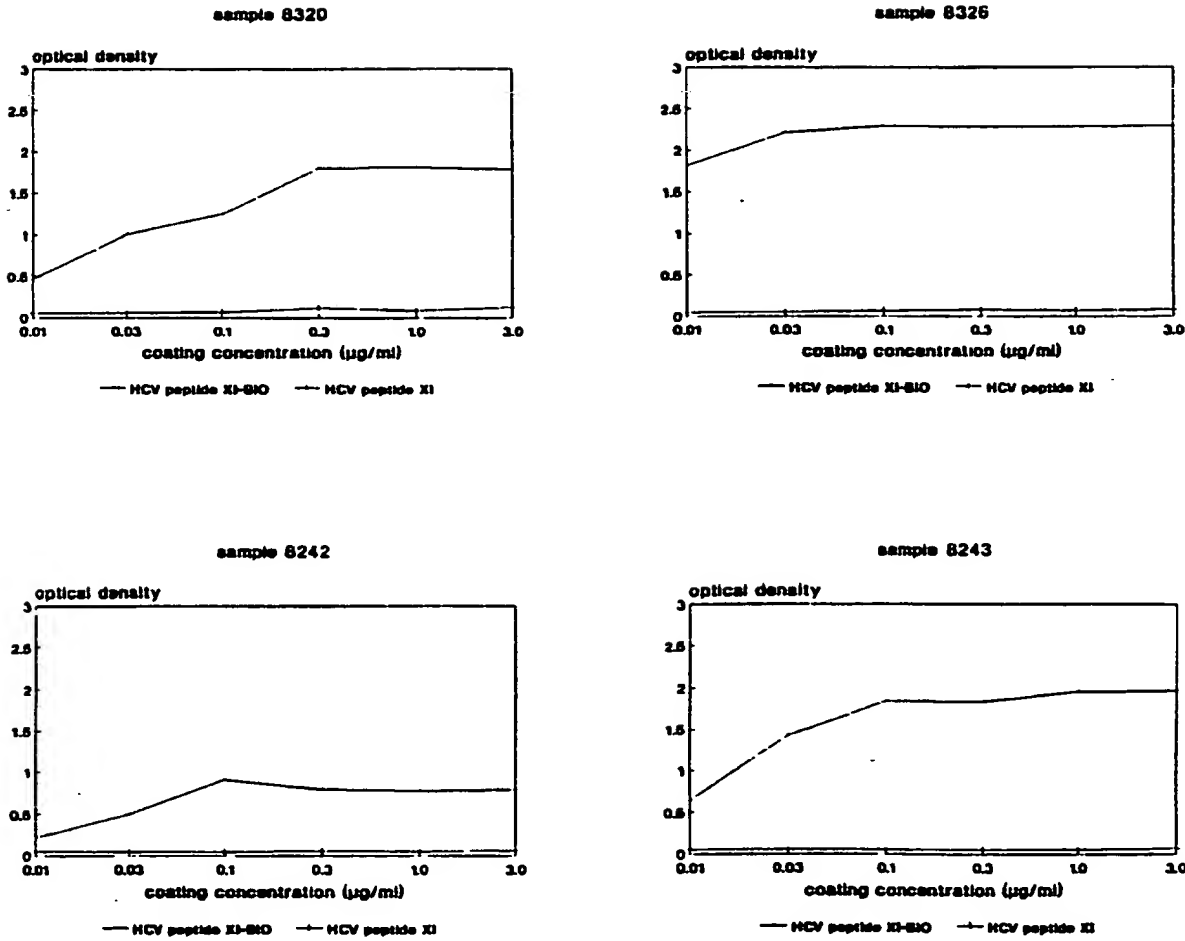 sample 8320
optical density
3
2.5
2
1.5
1
0.5
0
0.01 0.03 0.1 0.3 1.0 3.0
coating concentration (µg/ml)
HCV peptide XI-BIO HCV peptide XI
sample 8326
optical density
3
2.5
2
1.5
1
0.5
0
0.01 0.03 0.1 0.3 1.0 3.0
coating concentration (µg/ml)
HCV peptide XI-BIO HCV peptide XI
sample 8242
optical density
3
2.5
2
1.5
1
0.5
0
0.01 0.03 0.1 0.3 1.0 3.0
coating concentration (µg/ml)
HCV peptide XI-BIO HCV peptide XI
sample 8243
optical density
3
2.5
2
1.5
1
0.5
0
0.01 0.03 0.1 0.3 1.0 3.0
coating concentration (µg/ml)
HCV peptide XI-BIO HCV peptide XI